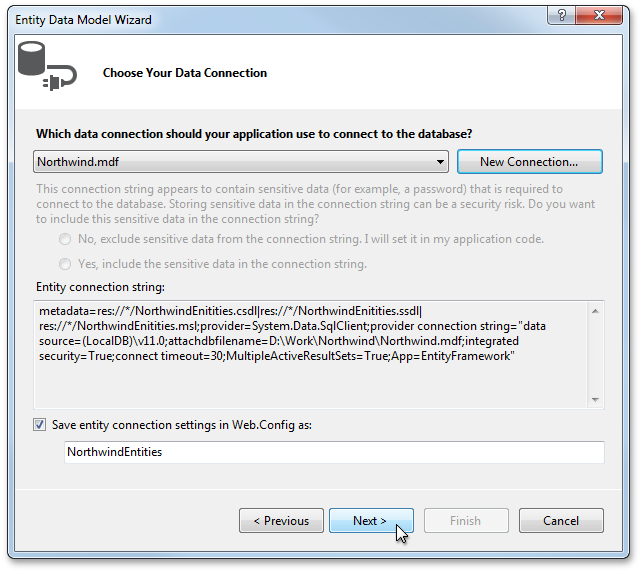 Entity Data Model Wizard
?
Choose Your Data Connection
Which data connection should your application use to connect to the database?
Northwind.mdf
New Connection...
This connection string appears to contain sensitive data (for example, a password) that is required to
connect to the database. Storing sensitive data in the connection string can be a security risk. Do you want
to include this sensitive data in the connection string?
No, exclude sensitive data from the connection string. I will set it in my application code.
Yes, include the sensitive data in the connection string.
Entity connection string:
metadata=res://*/NorthwindEnitities.csdl|res://*/NorthwindEnitities.ssdl|
res://*/NorthwindEnitities.msl;provider=System.Data.SqlClient;provider connection string="data
source=(LocalDB)\v11.0;attachdbfilename=D:\Work\Northwind\Northwind.mdf;integrated
security=True;connect timeout=30;MultipleActiveResultSets=True;App=EntityFramework"
Save entity connection settings in Web.Config as:
NorthwindEntities
< Previous
Next >
Finish
Cancel